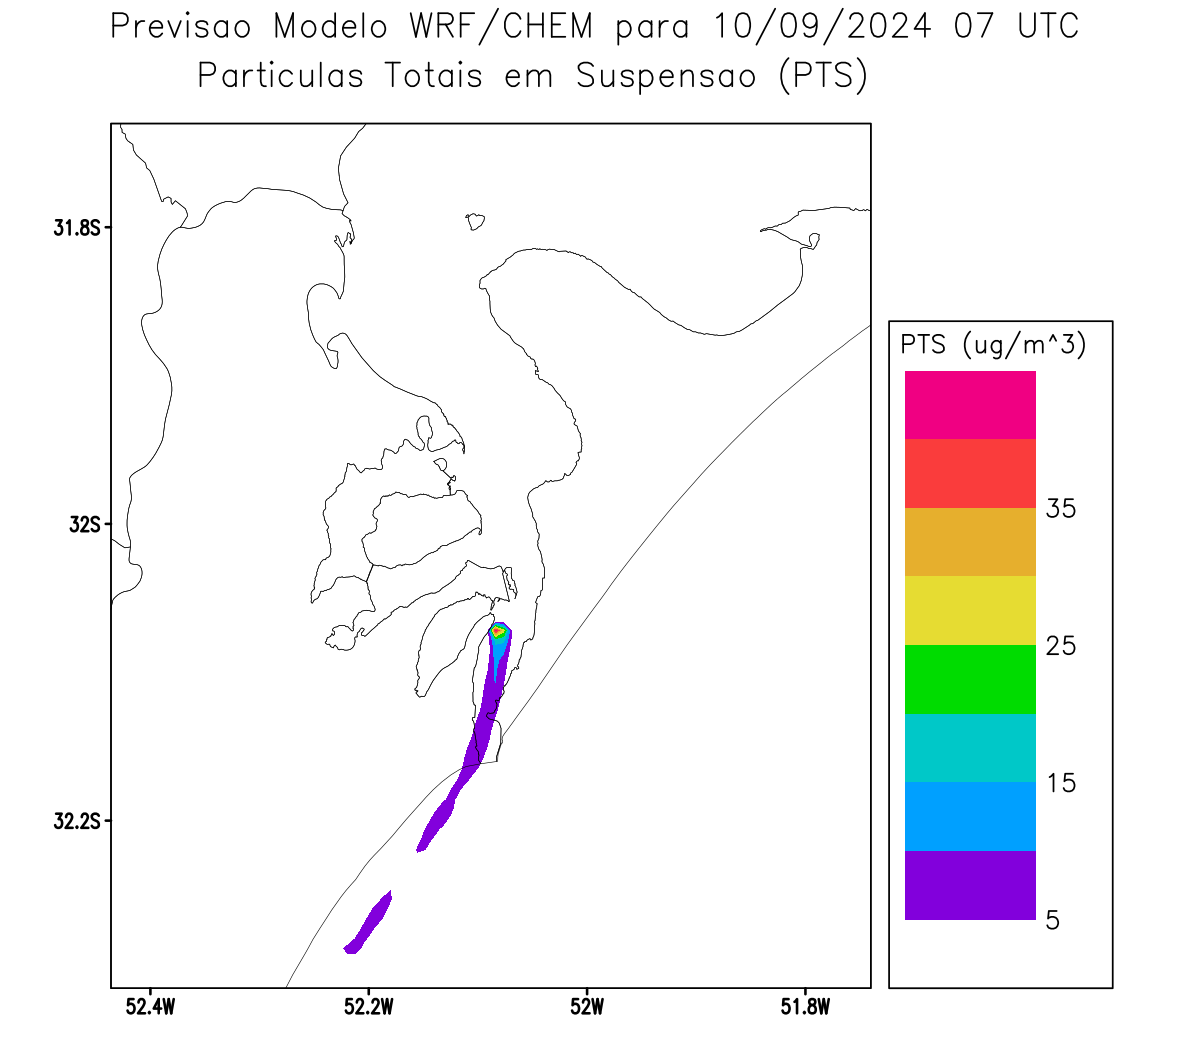 Previsao Modelo WRF/CHEM para 10/09/2024 07 UTC
Particulas Totais em Suspensao (PTS)
31.8S
32S
32.2S
52.4W 52.2W 52W 51.8W
PTS (ug/m^3)
35
25
15
5